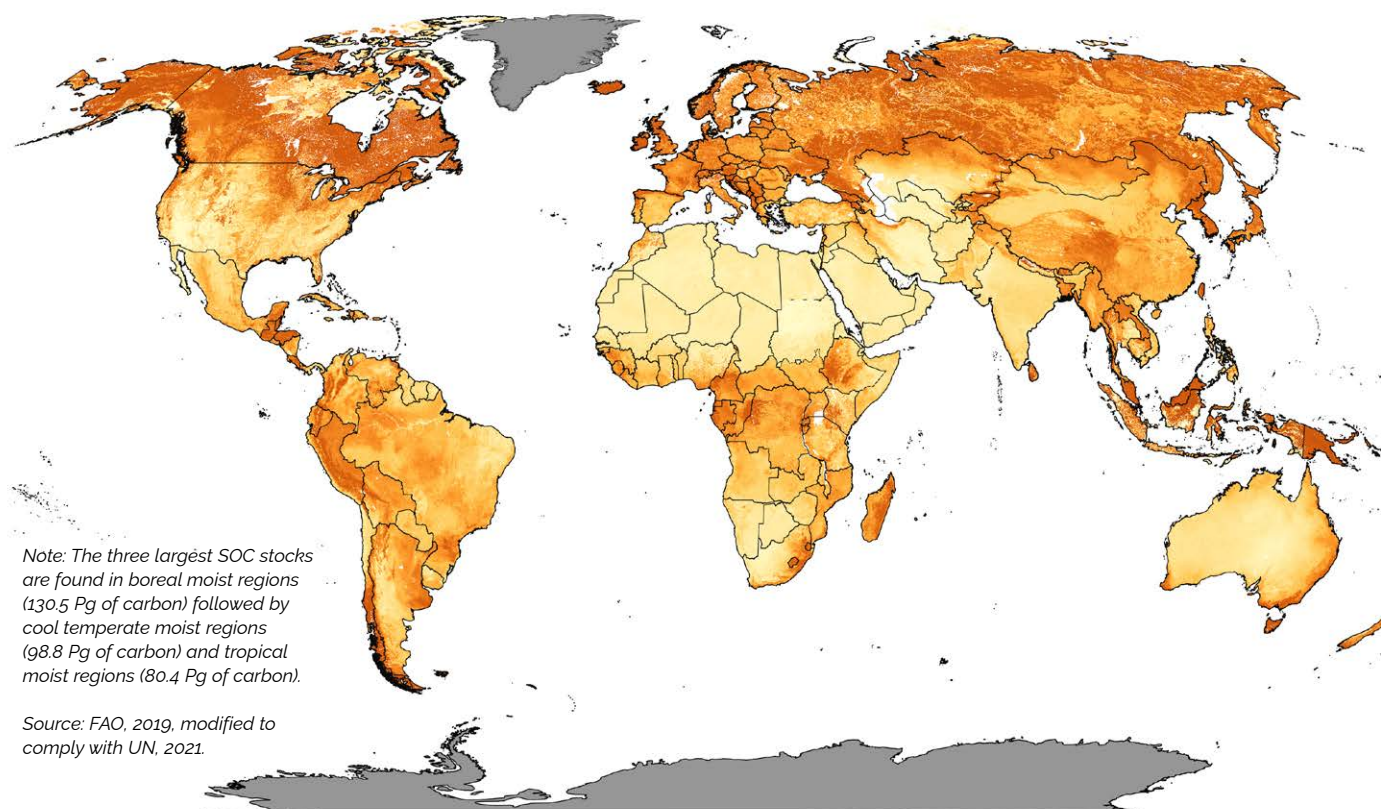 Note: The three largest SOC stocks
are found in boreal moist regions
(130.5 Pg of carbon) followed by
cool temperate moist regions
(98.8 Pg of carbon) and tropical
moist regions (80.4 Pg of carbon).
Source: FAO, 2019, modified to
comply with UN, 2021.